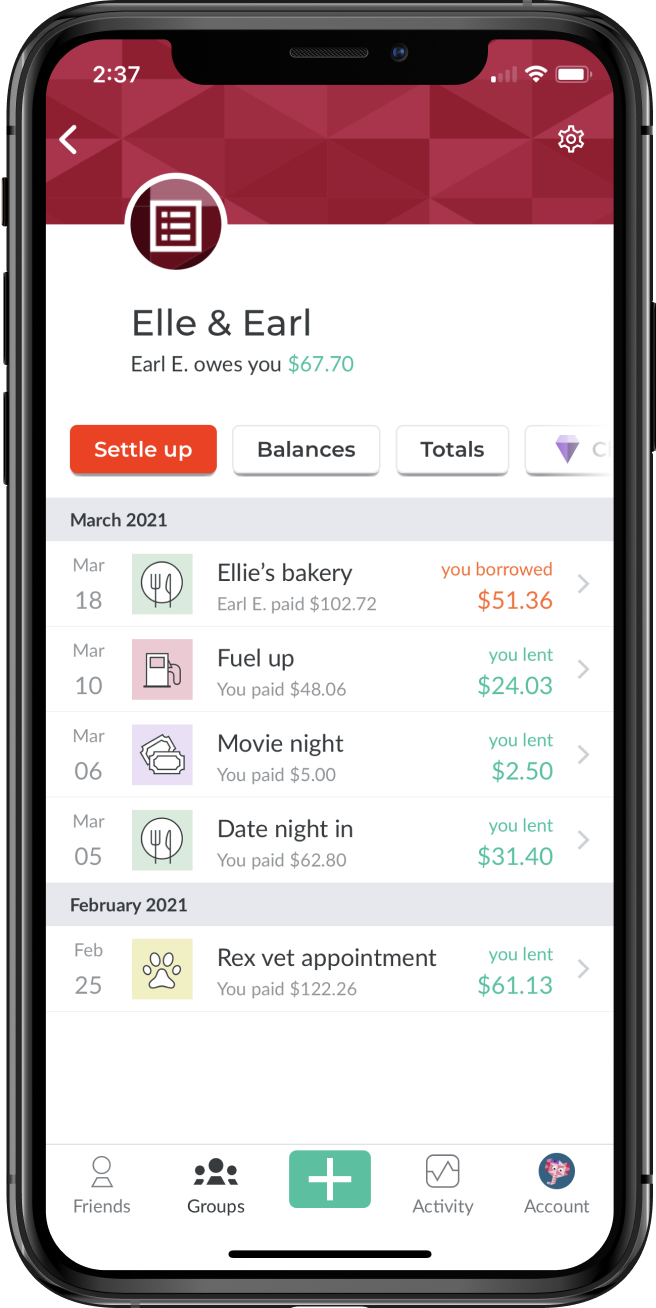 2:37
Elle & Earl
Earl E. owes you $67.70
Settle up
Balances
Totals
March 2021
Mar 18
Ellie’s bakery
Earl E. paid $102.72
you borrowed
$51.36
Mar 10
Fuel up
You paid $48.06
you lent
$24.03
Mar 06
Movie night
You paid $5.00
you lent
$2.50
Mar 05
Date night in
You paid $62.80
you lent
$31.40
February 2021
Feb 25
Rex vet appointment
You paid $122.26
you lent
$61.13
Friends
Groups
Activity
Account